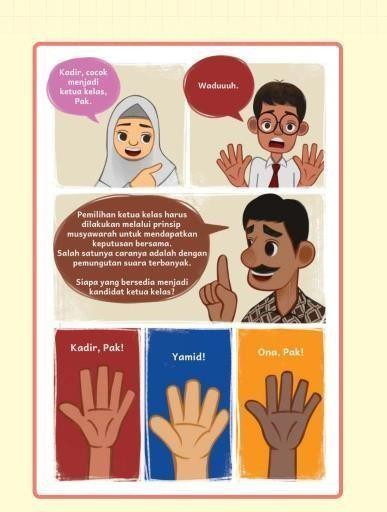 Kadir, cocok
menjadi
ketua kelas,
Pak.
Waduuuh.
Pemilihan ketua kelas harus
dilakukan melalui prinsip
musyawarah untuk mendapatkan
keputusan bersama.
Salah satunya caranya adalah dengan
pemungutan suara terbanyak.
Siapa yang bersedia menjadi
kandidat ketua kelas?
Kadir, Pak!
Yamid!
Ona, Pak!